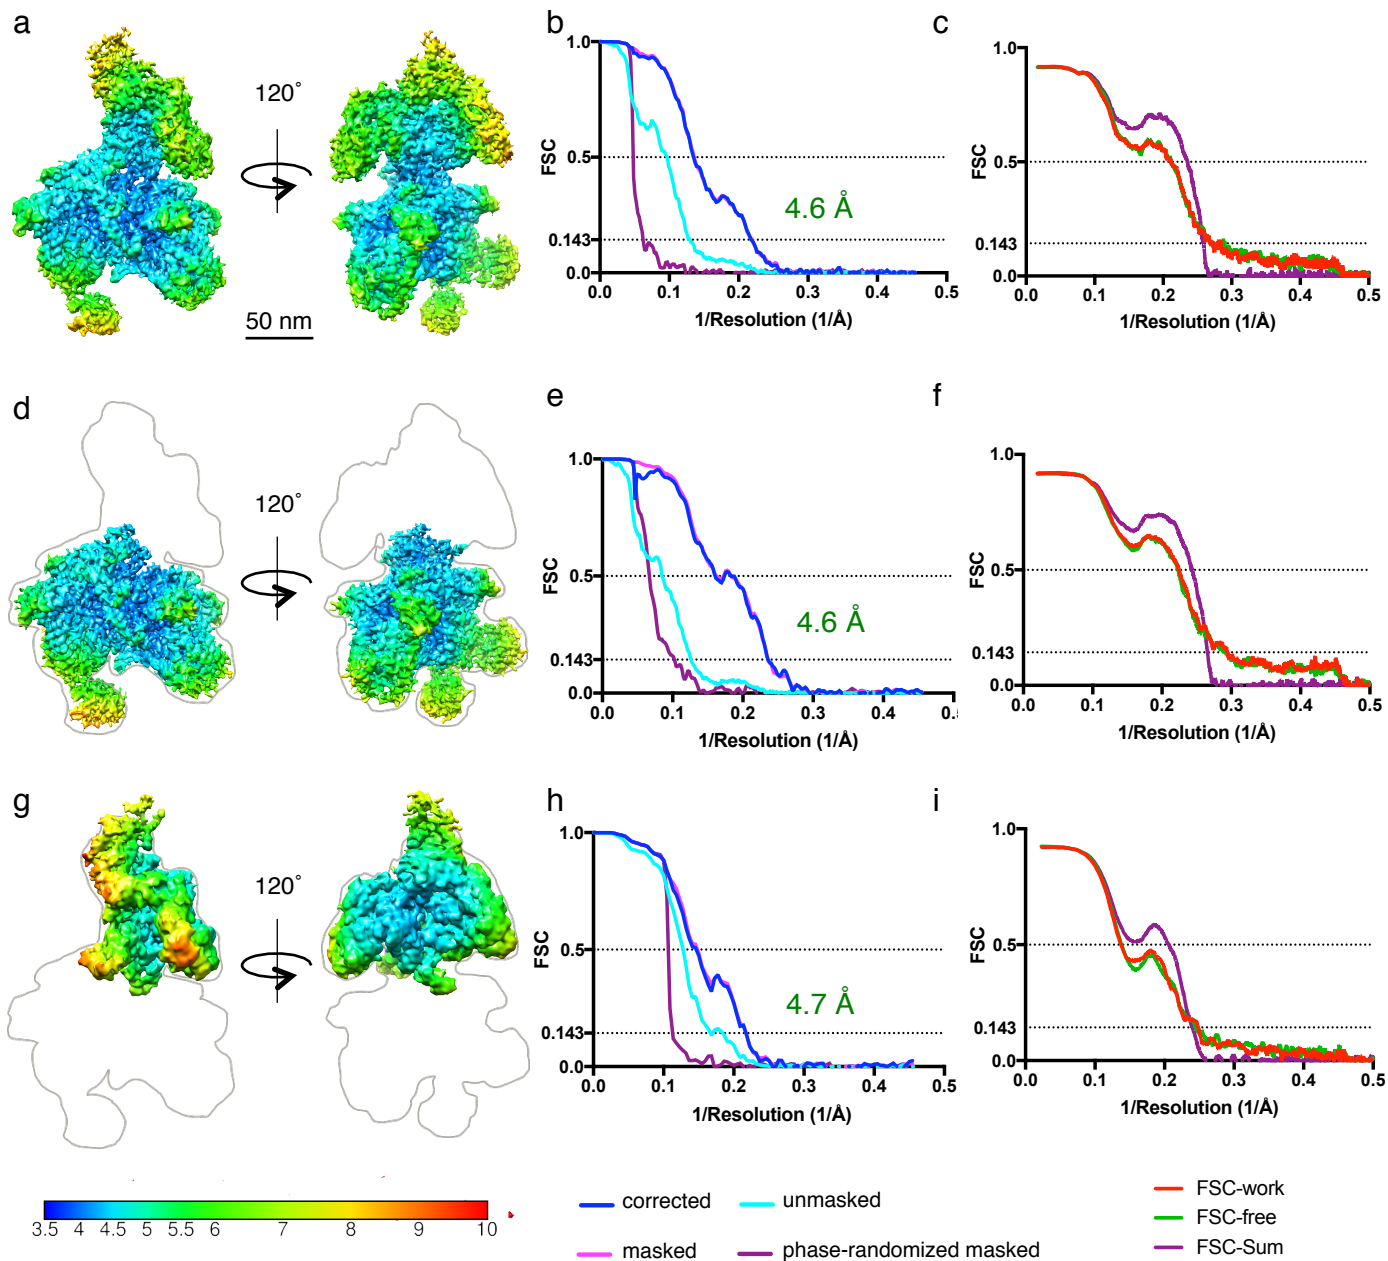 a
120°
50 nm
b
1.0
0.5
0.143
0.0
FSC
4.6 Å
0.0 0.1 0.2 0.3 0.4 0.5
1/Resolution (1/Å)
c
1.0
0.5
0.143
0.0
FSC
0.0 0.1 0.2 0.3 0.4 0.5
1/Resolution (1/Å)
d
120°
e
1.0
0.5
0.143
0.0
FSC
4.6 Å
0.0 0.1 0.2 0.3 0.4 0.
1/Resolution (1/Å)
f
1.0
0.5
0.143
0.0
FSC
0.0 0.1 0.2 0.3 0.4 0.5
1/Resolution (1/Å)
g
120°
h
1.0
0.5
0.143
0.0
FSC
4.7 Å
0.0 0.1 0.2 0.3 0.4 0.5
1/Resolution (1/Å)
i
1.0
0.5
0.143
0.0
FSC
0.0 0.1 0.2 0.3 0.4 0.5
1/Resolution (1/Å)
3.5 4 4.5 5 5.5 6 7 8 9 10
corrected
unmasked
masked
phase-randomized masked
FSC-work
FSC-free
FSC-Sum